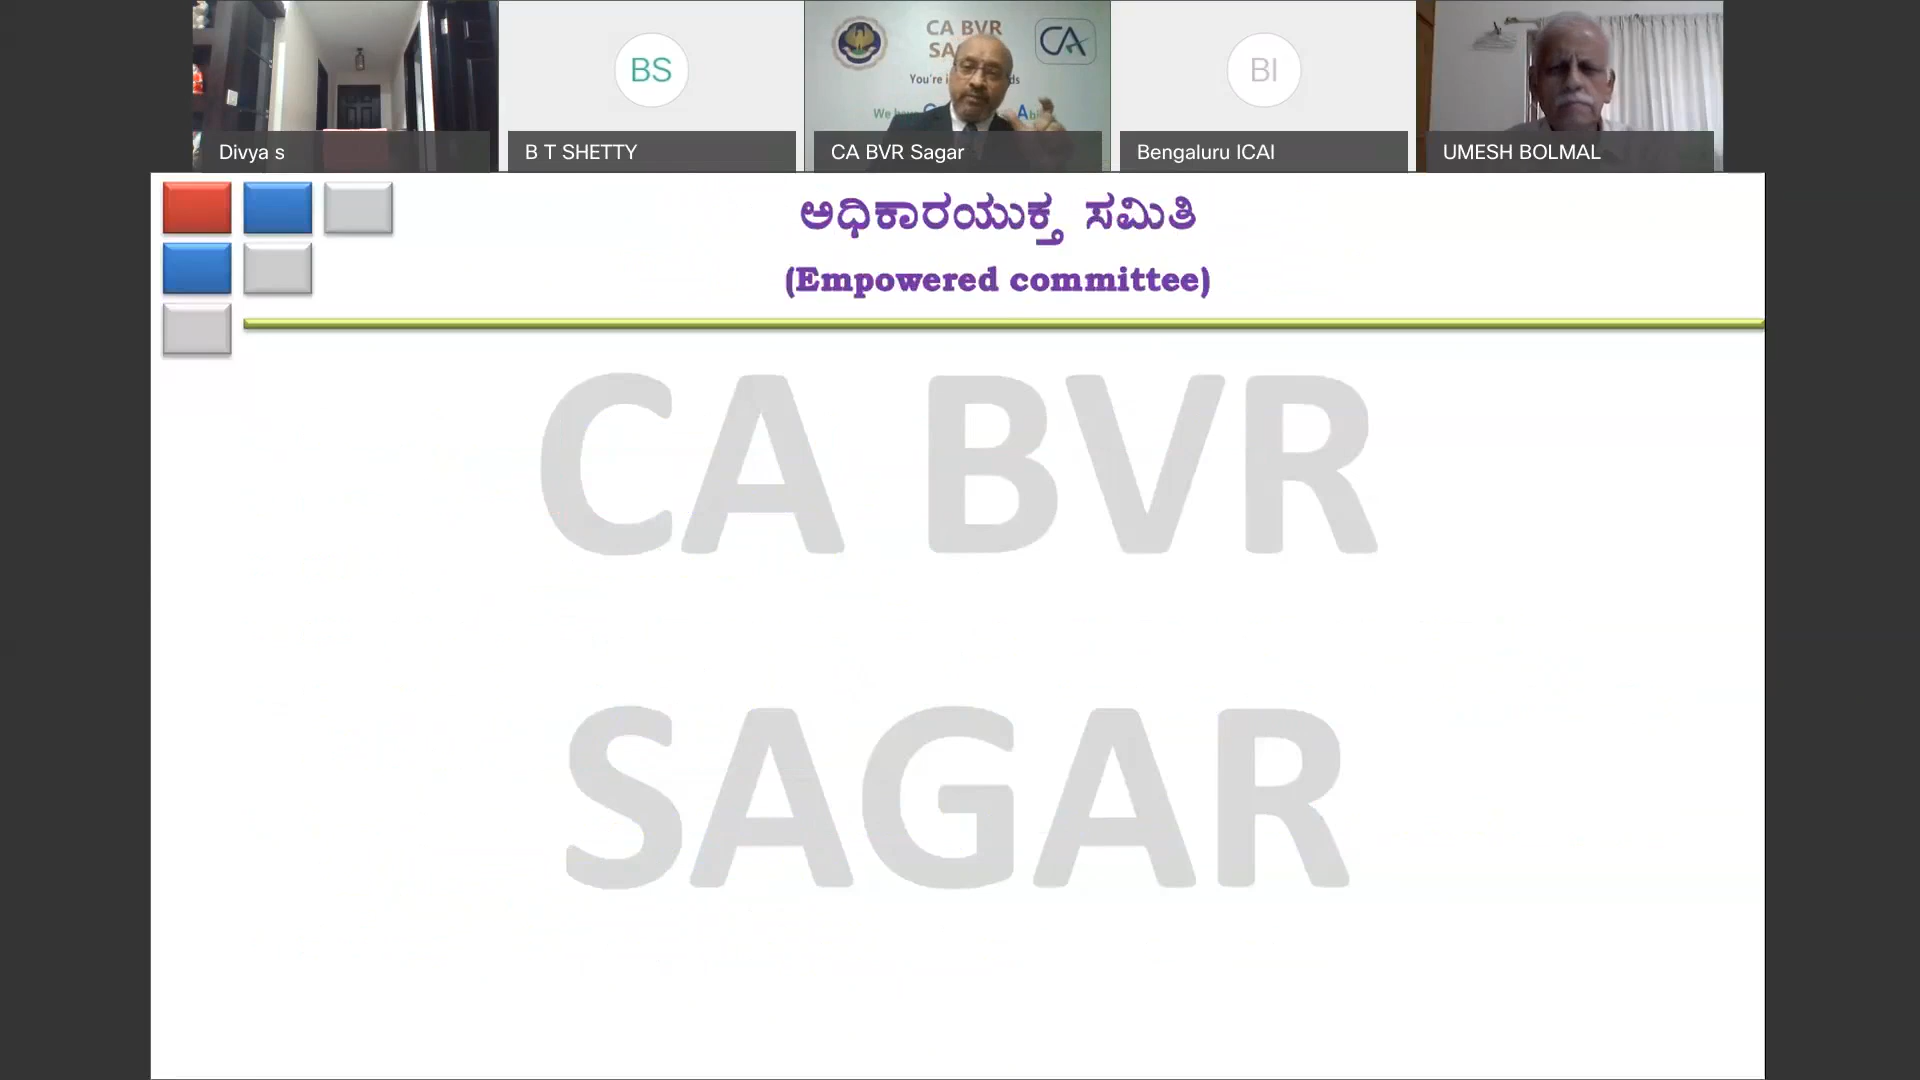 CA BVR
CA
You're i
Divya s
BS
B T SHETTY
CA BVR Sagar
BI
Bengaluru ICAI
UMESH BOLMAL
ಅಧಿಕಾರಯುಕ್ತ ಸಮಿತಿ
(Empowered committee)
CA BVR
SAGAR